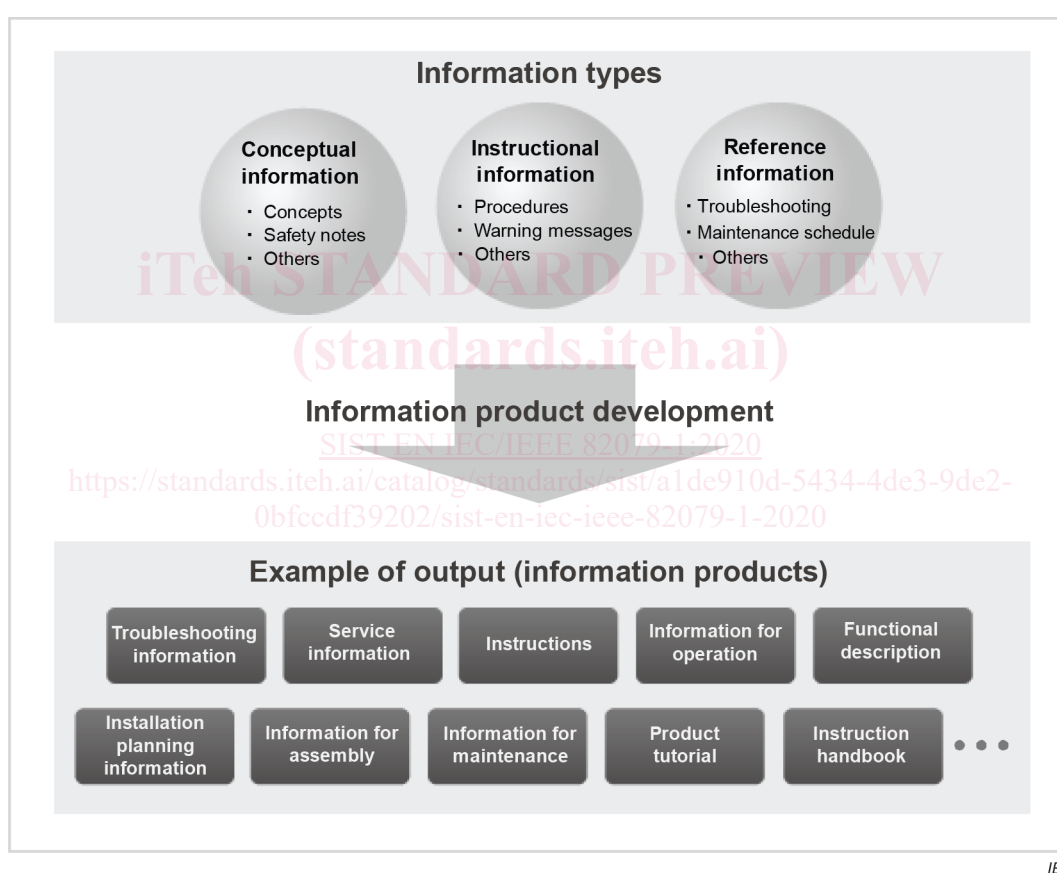 Information types
Conceptual
information
· Concepts
· Safety notes
· Others
Instructional
information
· Procedures
· Warning messages
· Others
Reference
information
· Troubleshooting
· Maintenance schedule
· Others
iTeh STANDARD PREVIEW
(standards.iteh.ai)
Information product development
SIST EN IEC/IEEE 82079-1:2020
https://standards.iteh.ai/catalog/standards/sist/a1de910d-5434-4de3-9de2-
0bfccdf39202/sist-en-iec-ieee-82079-1-2020
Example of output (information products)
Troubleshooting
information
Service
information
Instructions
Information for
operation
Functional
description
Installation
planning
information
Information for
assembly
Information for
maintenance
Product
tutorial
Instruction
handbook